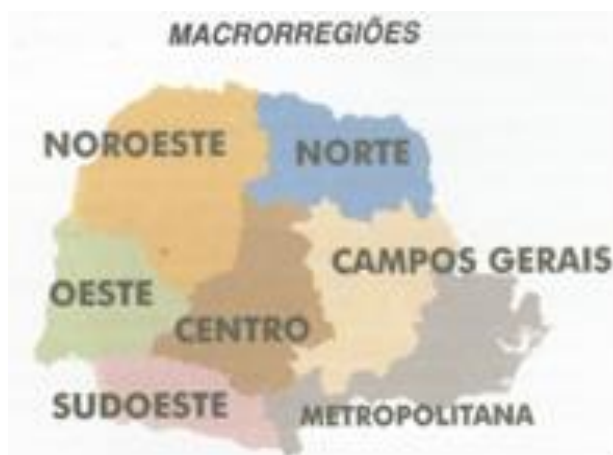 MACRORREGIÕES
NOROESTE
NORTE
CAMPOS GERAIS
OESTE
CENTRO
SUDOESTE
METROPOLITANA